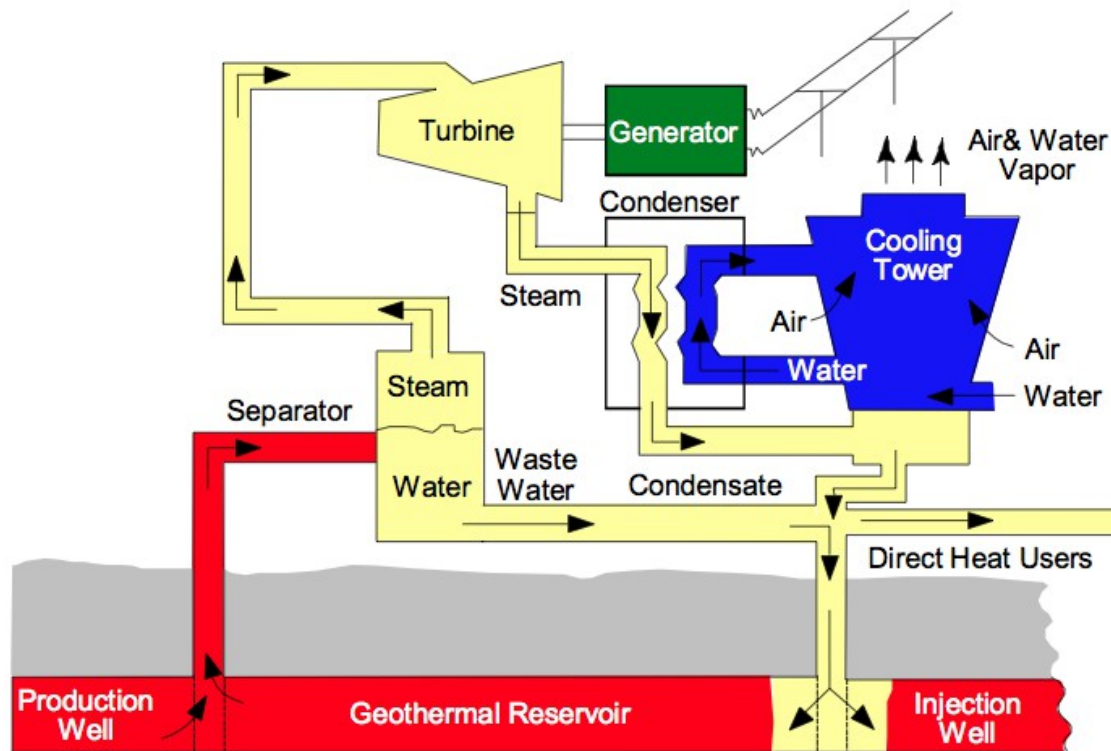 Turbine
Generator
Air& Water
Vapor
Condenser
Cooling
Tower
Steam
Air
Air
Water
Steam
Water
Separator
Waste
Water
Water
Condensate
Direct Heat Users
Production
Well
Geothermal Reservoir
Injection
Well